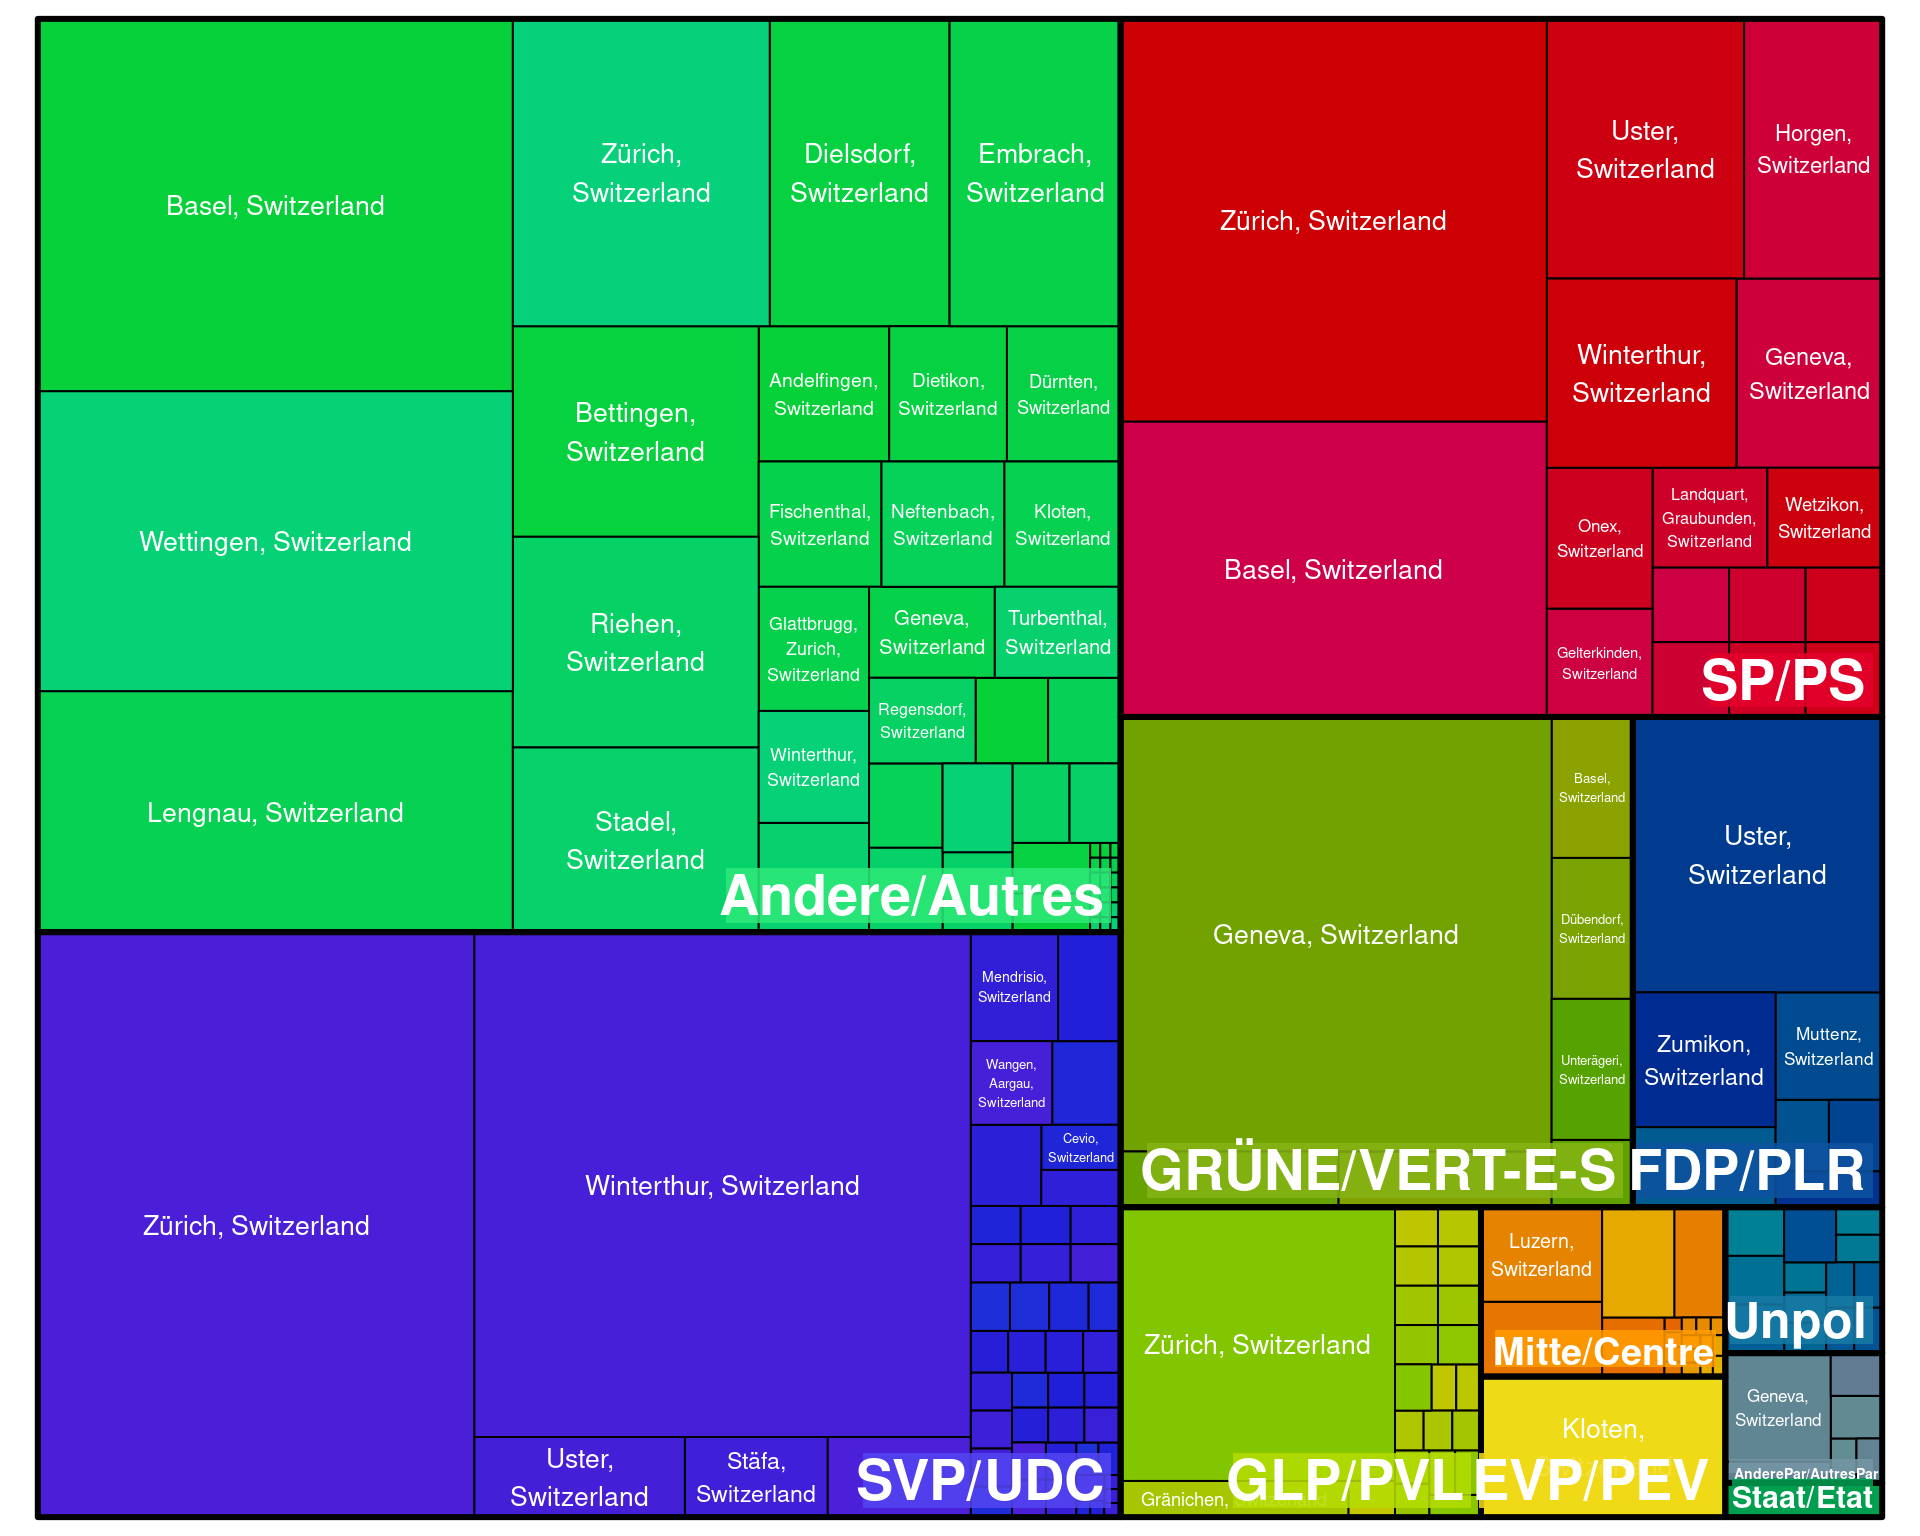 Basel, Switzerland
Wettingen, Switzerland
Lengnau, Switzerland
Zürich,
Switzerland
Dielsdorf,
Switzerland
Embrach,
Switzerland
Bettingen,
Switzerland
Riehen,
Switzerland
Stadel,
Switzerland
Andelfingen,
Switzerland
Dietikon,
Switzerland
Dürnten,
Switzerland
Fischenthal,
Switzerland
Neftenbach,
Switzerland
Kloten,
Switzerland
Glattbrugg,
Zurich,
Switzerland
Geneva,
Switzerland
Turbenthal,
Switzerland
Regensdorf,
Switzerland
Winterthur,
Switzerland
Andere/Autres
Zürich, Switzerland
Winterthur, Switzerland
Uster,
Switzerland
Stäfa,
Switzerland
Mendrisio,
Switzerland
Wangen,
Aargau,
Switzerland
Cevio,
Switzerland
SVP/UDC
Zürich, Switzerland
Basel, Switzerland
Uster,
Switzerland
Horgen,
Switzerland
Winterthur,
Switzerland
Geneva,
Switzerland
Onex,
Switzerland
Landquart,
Graubunden,
Switzerland
Wetzikon,
Switzerland
Gelterkinden,
Switzerland
SP/PS
Geneva, Switzerland
Basel,
Switzerland
Dübendorf,
Switzerland
Unterägeri,
Switzerland
GRÜNE/VERT-E-S
Uster,
Switzerland
Zumikon,
Switzerland
Muttenz,
Switzerland
FDP/PLR
Zürich, Switzerland
Gränichen, Switzerland
GLP/PVL
Luzern,
Switzerland
Mitte/Centre
Kloten,
EVP/PEV
Unpol
Geneva,
Switzerland
AnderePar/AutresPar
Staat/Etat